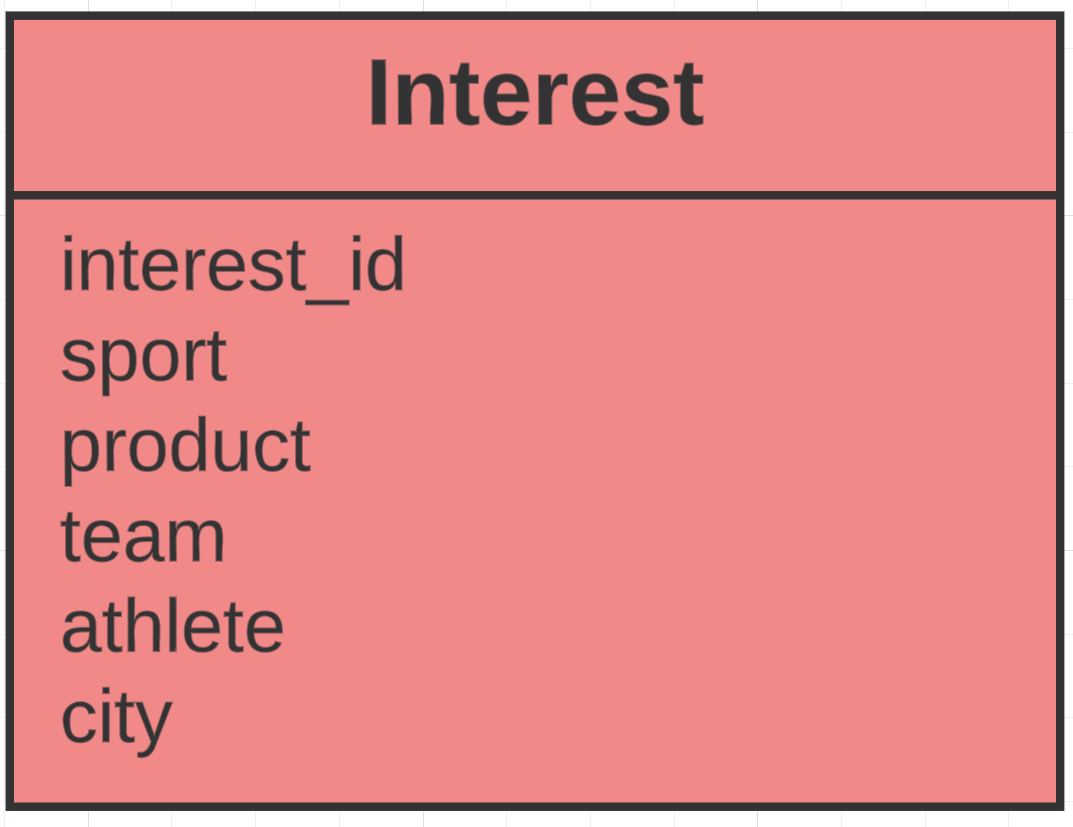 Interest
interest_id
sport
product
team
athlete
city